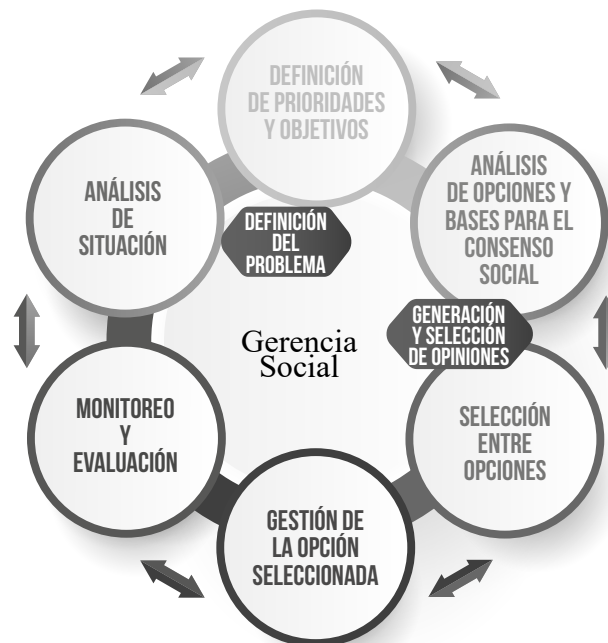 DEFINICIÓN
DE PRIORIDADES
Y OBJETIVOS
ANÁLISIS
DE OPCIONES Y
BASES PARA EL
CONSENSO
SOCIAL
ANÁLISIS
DE
SITUACIÓN
DEFINICIÓN
DEL
PROBLEMA
GENERACIÓN
Y SELECCIÓN
DE OPINIONES
Gerencia
Social
MONITOREO
Y
EVALUACIÓN
SELECCIÓN
ENTRE
OPCIONES
GESTIÓN DE
LA OPCIÓN
SELECCIONADA